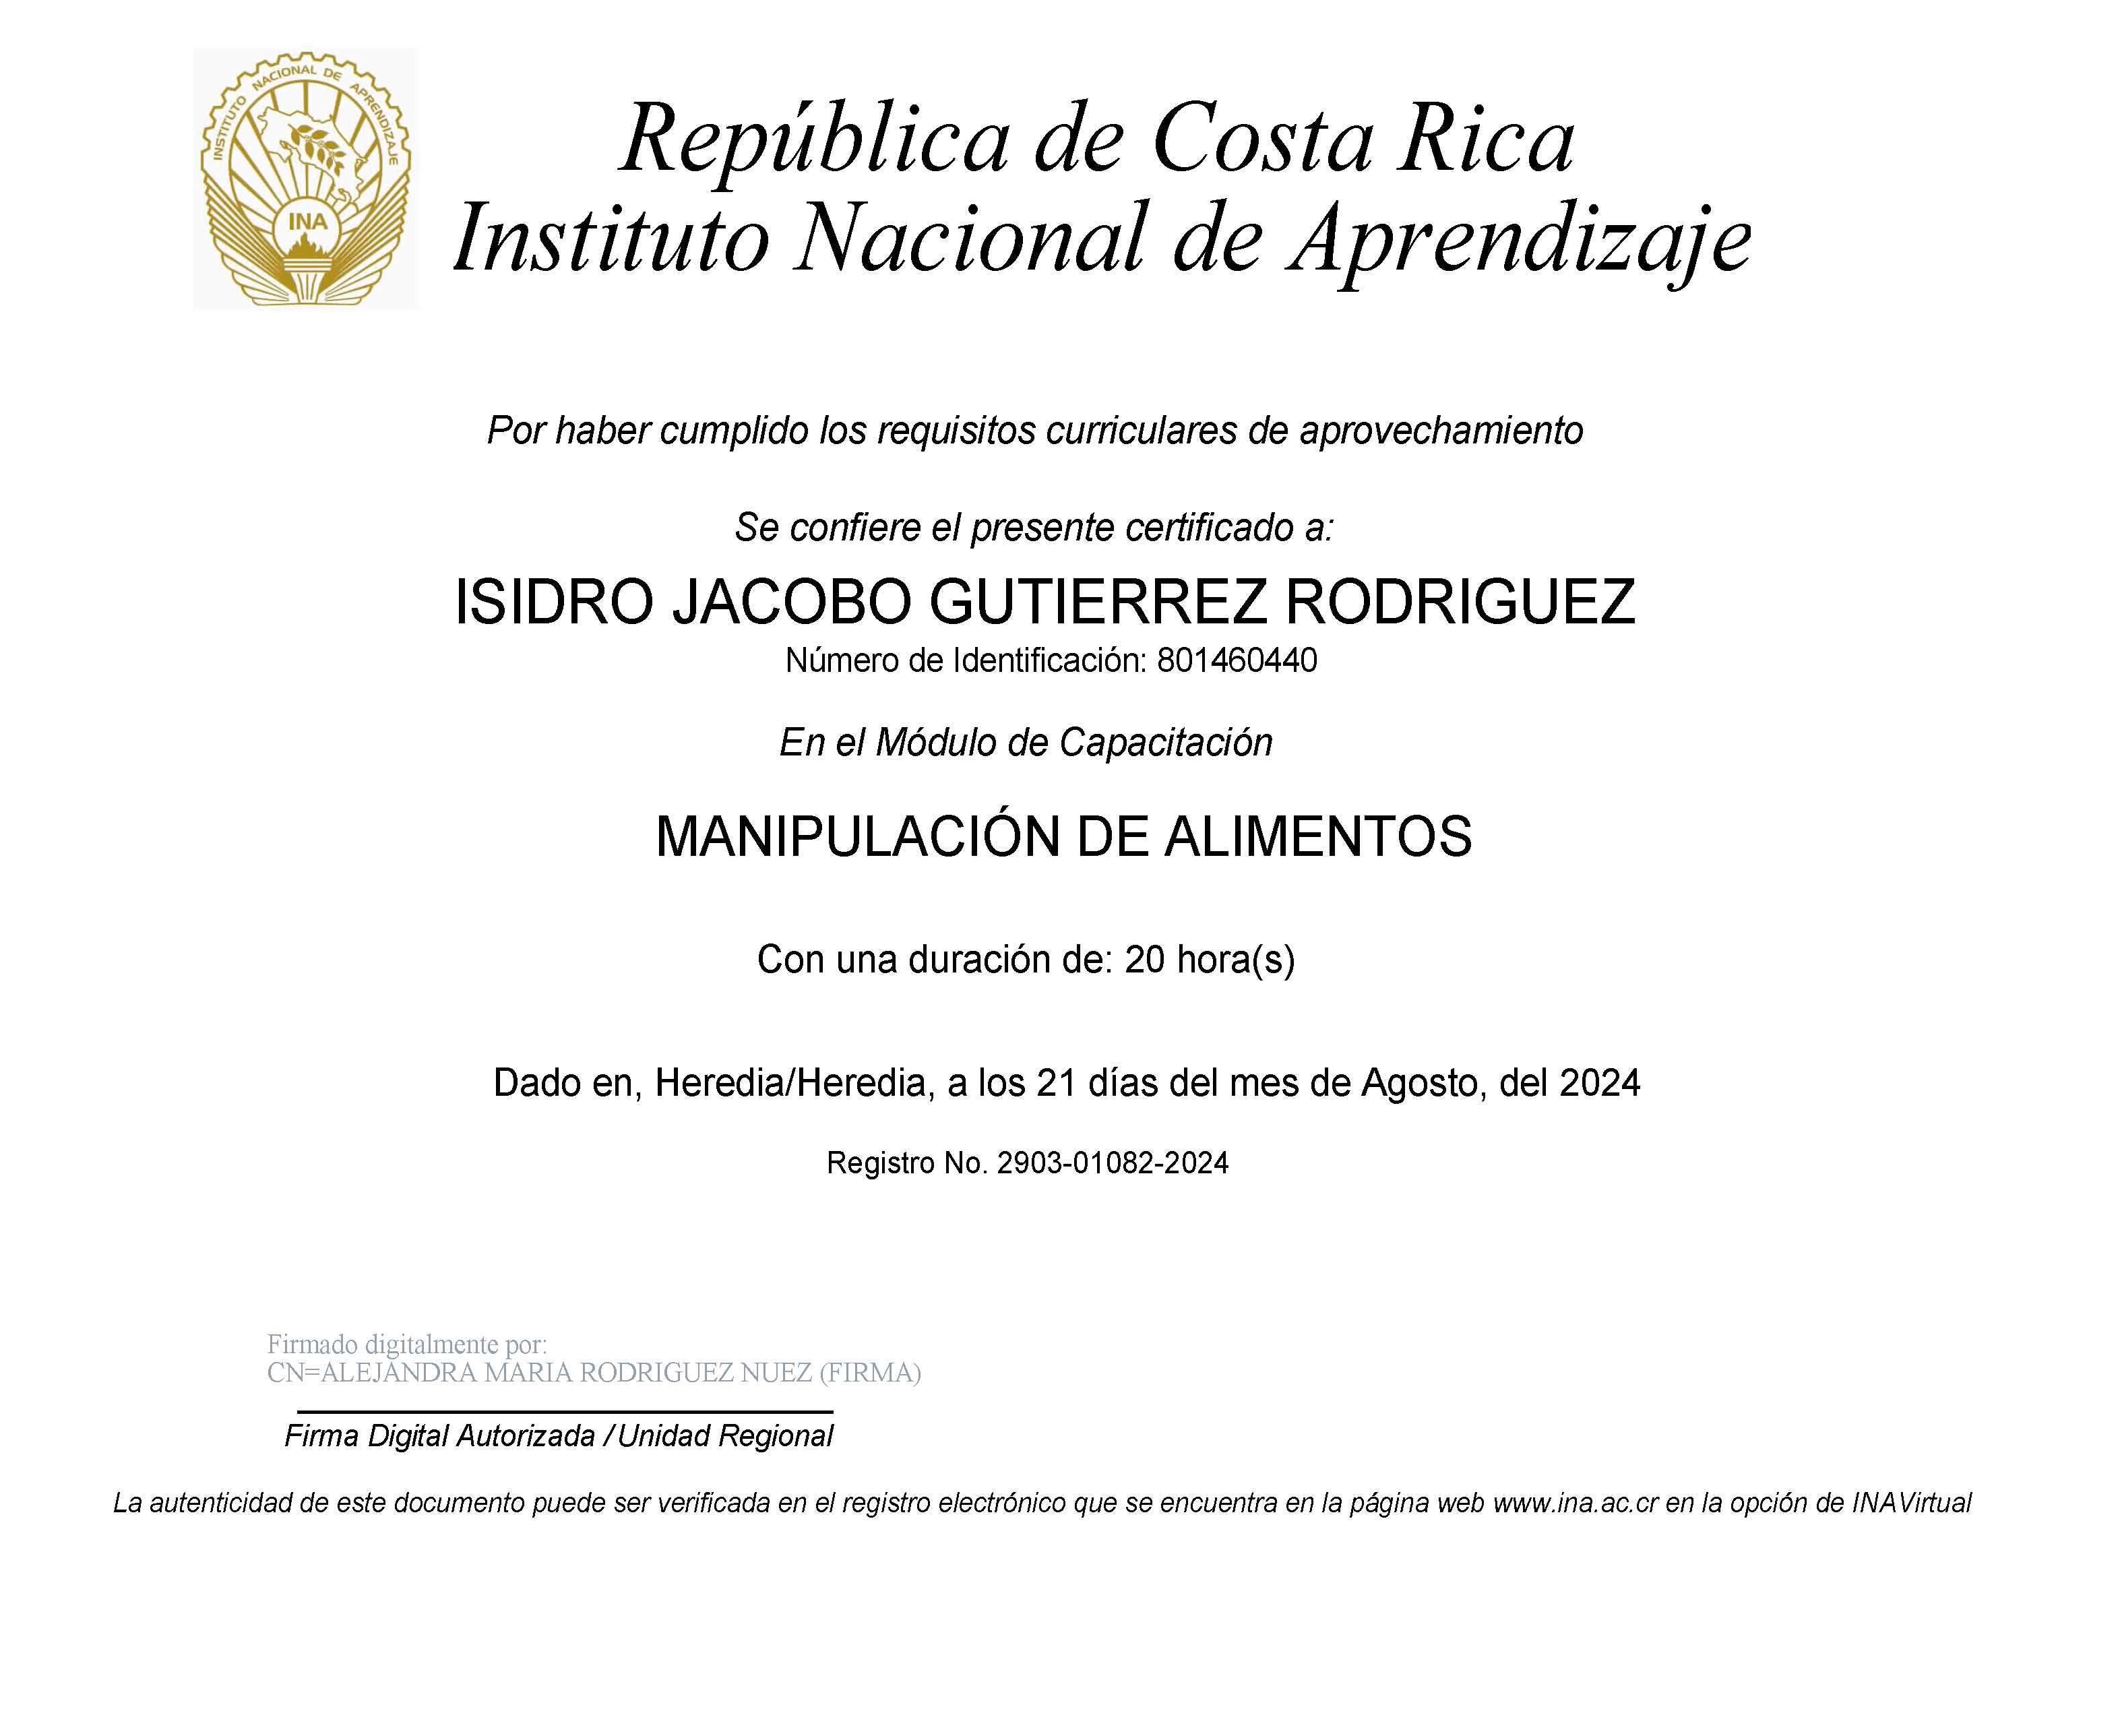 INSTITUTO NACIONAL DE APRENDIZAJE
INA
República de Costa Rica
Instituto Nacional de Aprendizaje
Por haber cumplido los requisitos curriculares de aprovechamiento
Se confiere el presente certificado a:
ISIDRO JACOBO GUTIERREZ RODRIGUEZ
Número de Identificación: 801460440
En el Módulo de Capacitación
MANIPULACIÓN DE ALIMENTOS
Con una duración de: 20 hora(s)
Dado en, Heredia/Heredia, a los 21 días del mes de Agosto, del 2024
Registro No. 2903-01082-2024
Firmado digitalmente por:
CN=ALEJANDRA MARIA RODRIGUEZ NUEZ (FIRMA)
Firma Digital Autorizada /Unidad Regional
La autenticidad de este documento puede ser verificada en el registro electrónico que se encuentra en la página web www.ina.ac.cr en la opción de INAVirtual